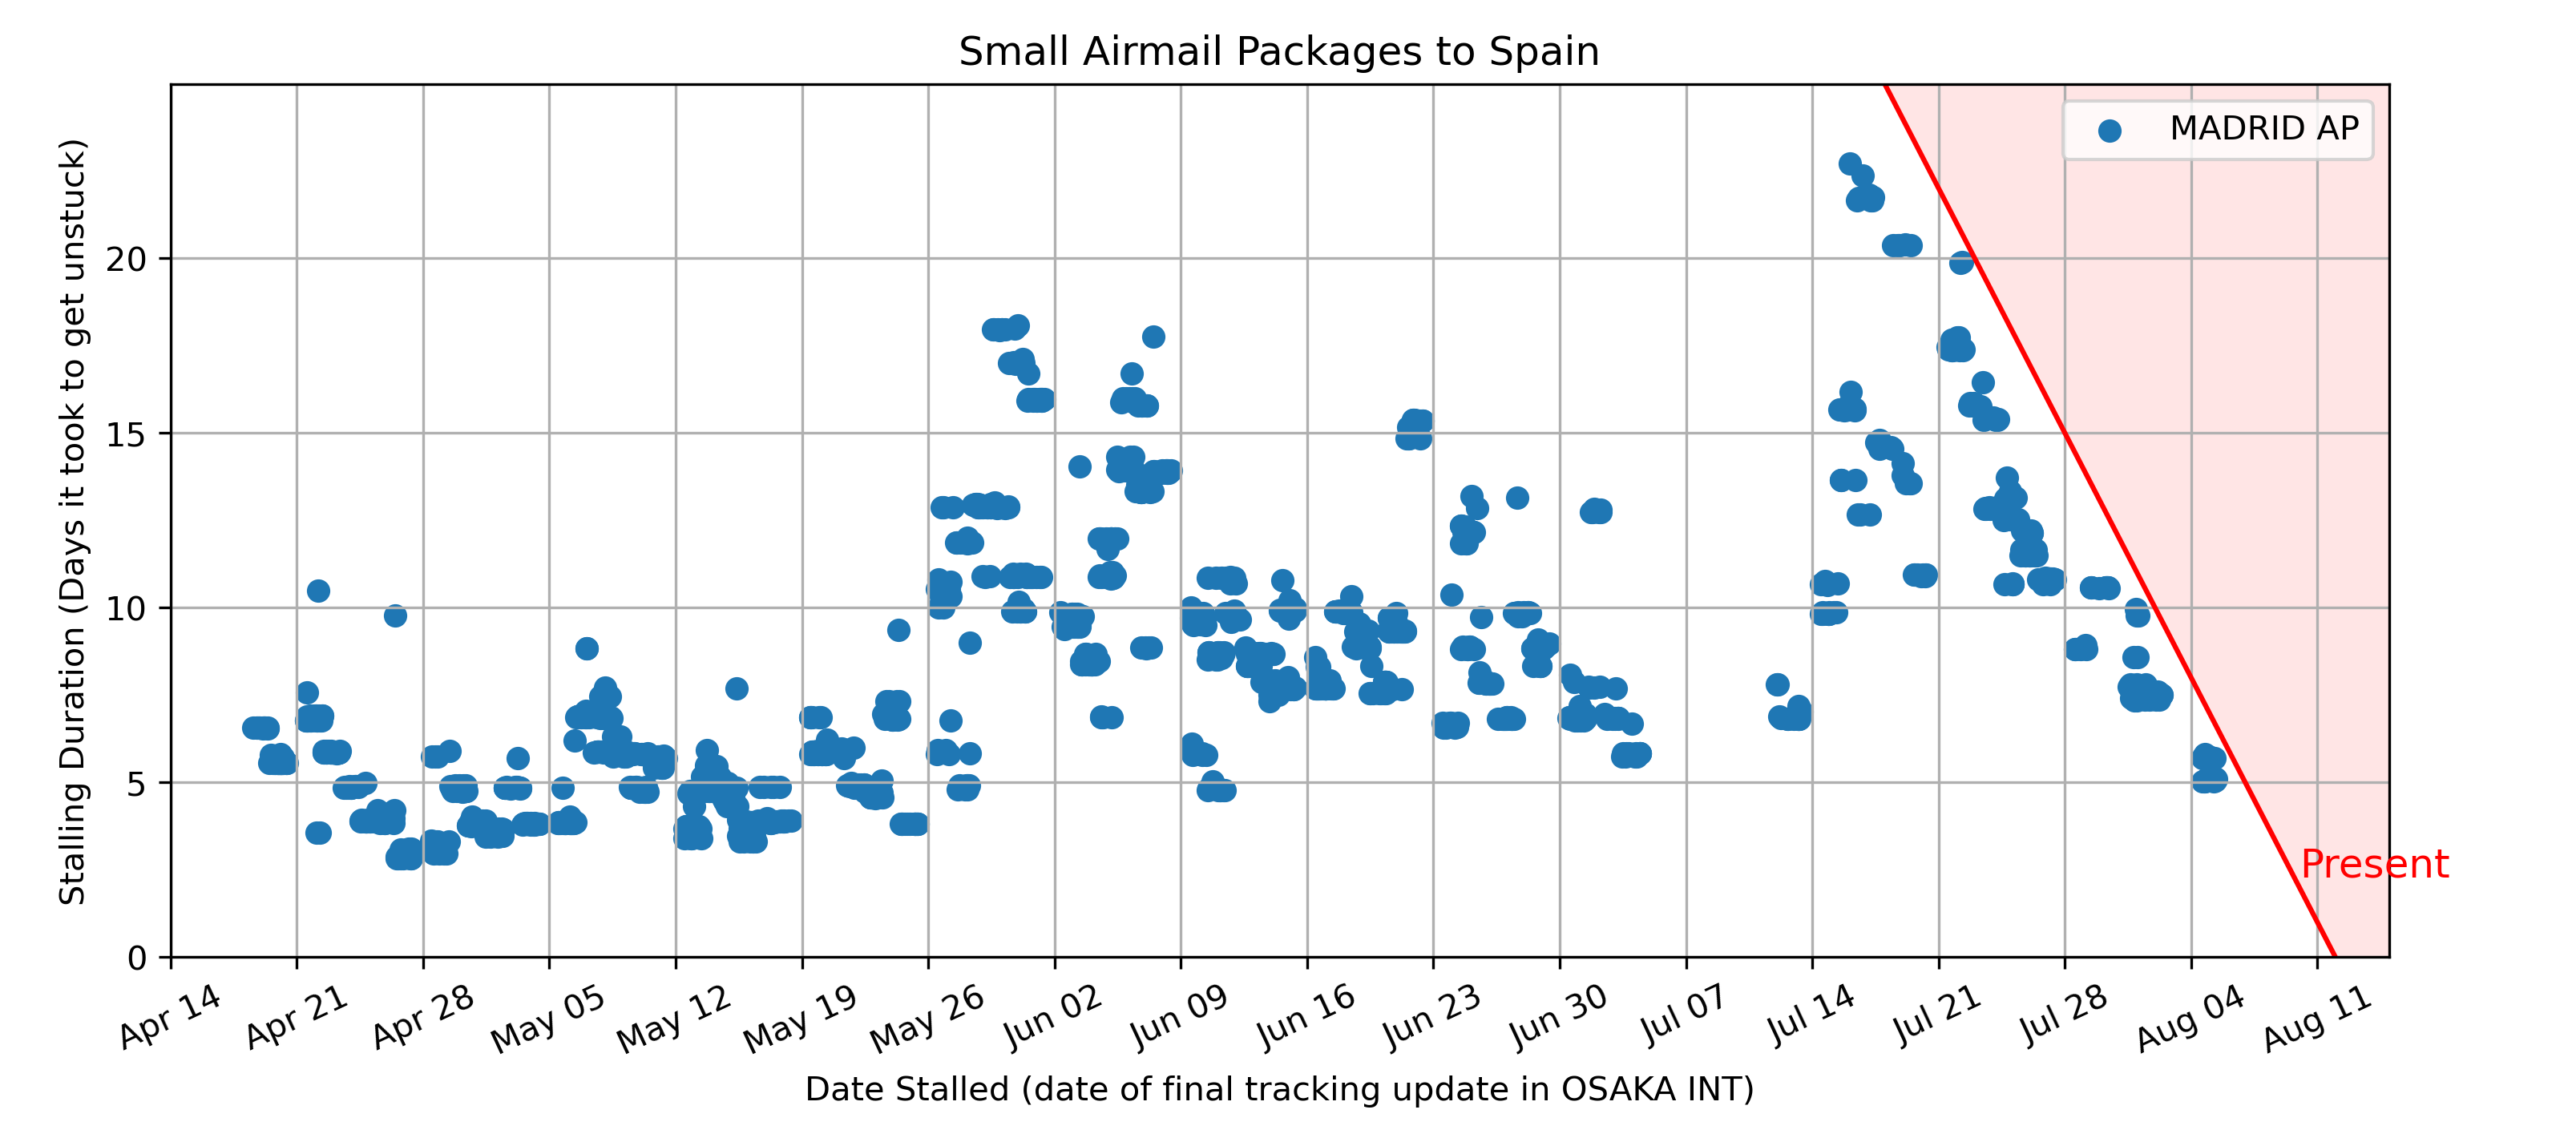 Small Airmail Packages to Spain
MADRID AP
Stalling Duration (Days it took to get unstuck)
20
15
10
5
0
Present
Apr 14
Apr 21
Apr 28
May 05
May 12
May 19
May 26
Jun 02
Jun 09
Jun 16
Jun 23
Jun 30
Jul 07
Jul 14
Jul 21
Jul 28
Aug 04
Aug 11
Date Stalled (date of final tracking update in OSAKA INT)